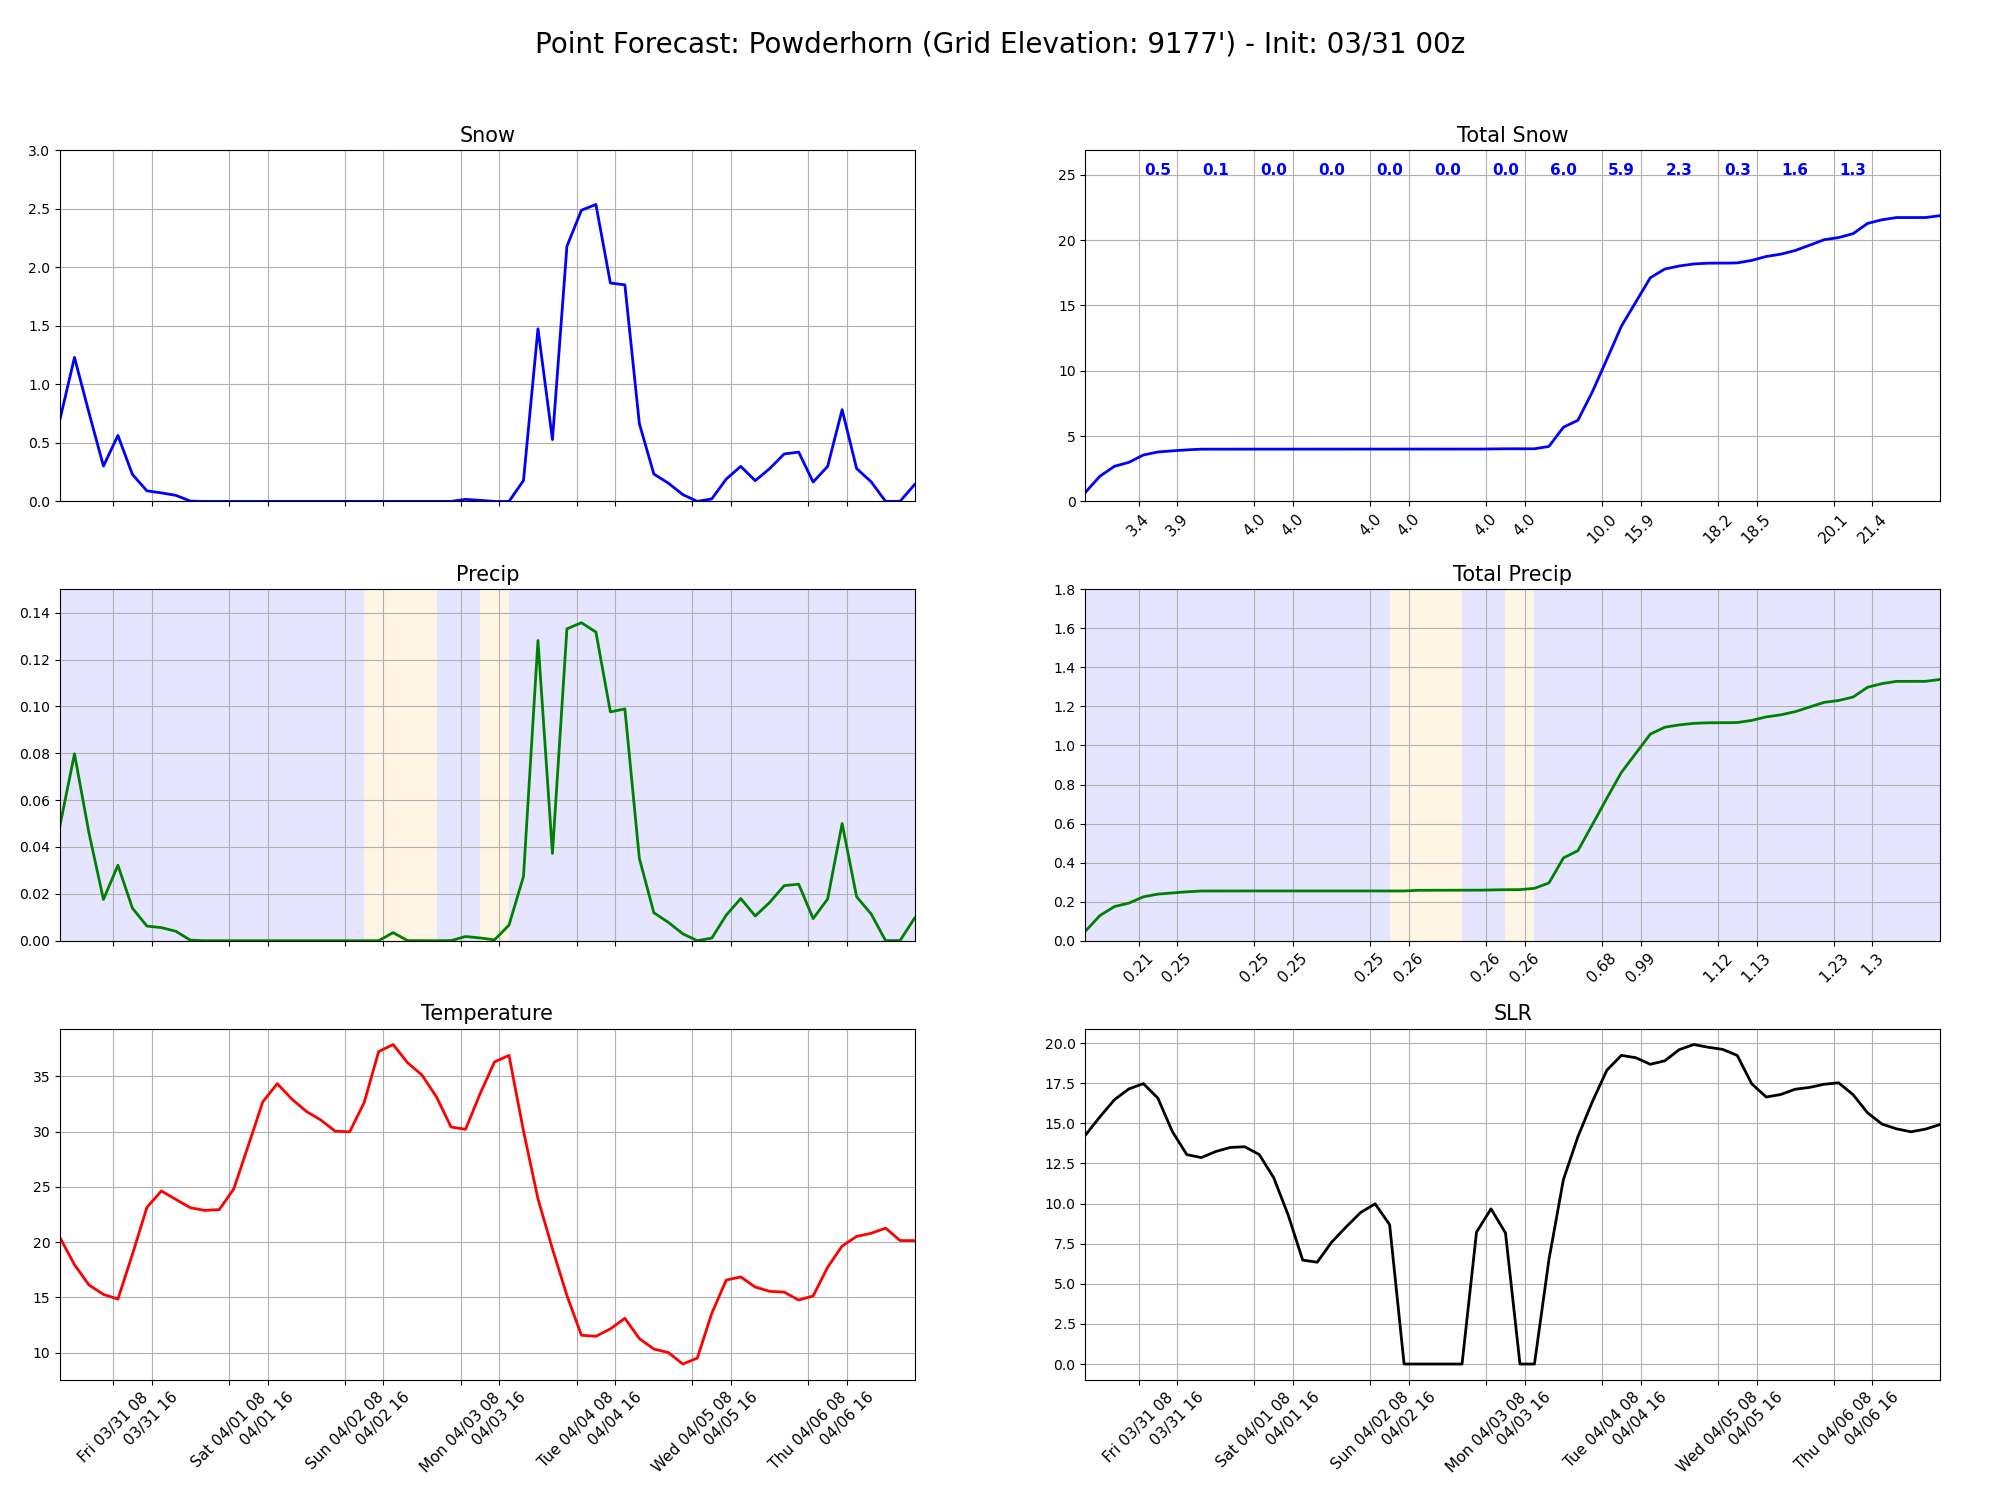 Point Forecast: Powderhorn (Grid Elevation: 9177') - Init: 03/31 00z
Snow
3.0
2.5
2.0
1.5
1.0
0.5
0.0
Total Snow
0.5 0.1 0.0 0.0 0.0 0.0 0.0 6.0 5.9 2.3 0.3 1.6 1.3
25
20
15
10
5
0
3.4 3.9 4.0 4.0 4.0 4.0 4.0 4.0 10.0 15.9 18.2 18.5 20.1 21.4
Precip
0.14
0.12
0.10
0.08
0.06
0.04
0.02
0.00
Total Precip
1.8
1.6
1.4
1.2
1.0
0.8
0.6
0.4
0.2
0.0
0.21 0.25 0.25 0.25 0.25 0.26 0.26 0.26 0.68 0.99 1.12 1.13 1.23 1.3
Temperature
35
30
25
20
15
10
Fri 03/31 08
03/31 16
Sat 04/01 08
04/01 16
Sun 04/02 08
04/02 16
Mon 04/03 08
04/03 16
Tue 04/04 08
04/04 16
Wed 04/05 08
04/05 16
Thu 04/06 08
04/06 16
SLR
20.0
17.5
15.0
12.5
10.0
7.5
5.0
2.5
0.0
Fri 03/31 08
03/31 16
Sat 04/01 08
04/01 16
Sun 04/02 08
04/02 16
Mon 04/03 08
04/03 16
Tue 04/04 08
04/04 16
Wed 04/05 08
04/05 16
Thu 04/06 08
04/06 16